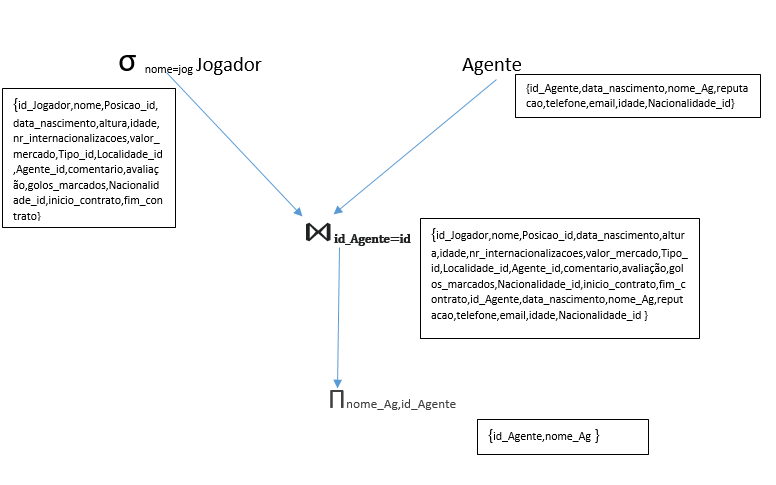 σ nome=jog Jogador
Agente
{id_Jogador,nome,Posicao_id,
data_nascimento,altura,idade,
nr_internacionalizacoes,valor_
mercado,Tipo_id,Localidade_id
,Agente_id,comentario,avaliaç
ão,golos_marcados,Nacionalid
ade_id,inicio_contrato,fim_con
trato}
{id_Agente,data_nascimento,nome_Ag,reputa
cao,telefone,email,idade,Nacionalidade_id}
⋈ id_Agente=id
{id_Jogador,nome,Posicao_id,data_nascimento,altur
a,idade,nr_internacionalizacoes,valor_mercado,Tipo_
id,Localidade_id,Agente_id,comentario,avaliação,gol
os_marcados,Nacionalidade_id,inicio_contrato,fim_c
ontrato,id_Agente,data_nascimento,nome_Ag,reput
acao,telefone,email,idade,Nacionalidade_id }
∏ nome_Ag,id_Agente
{id_Agente,nome_Ag }